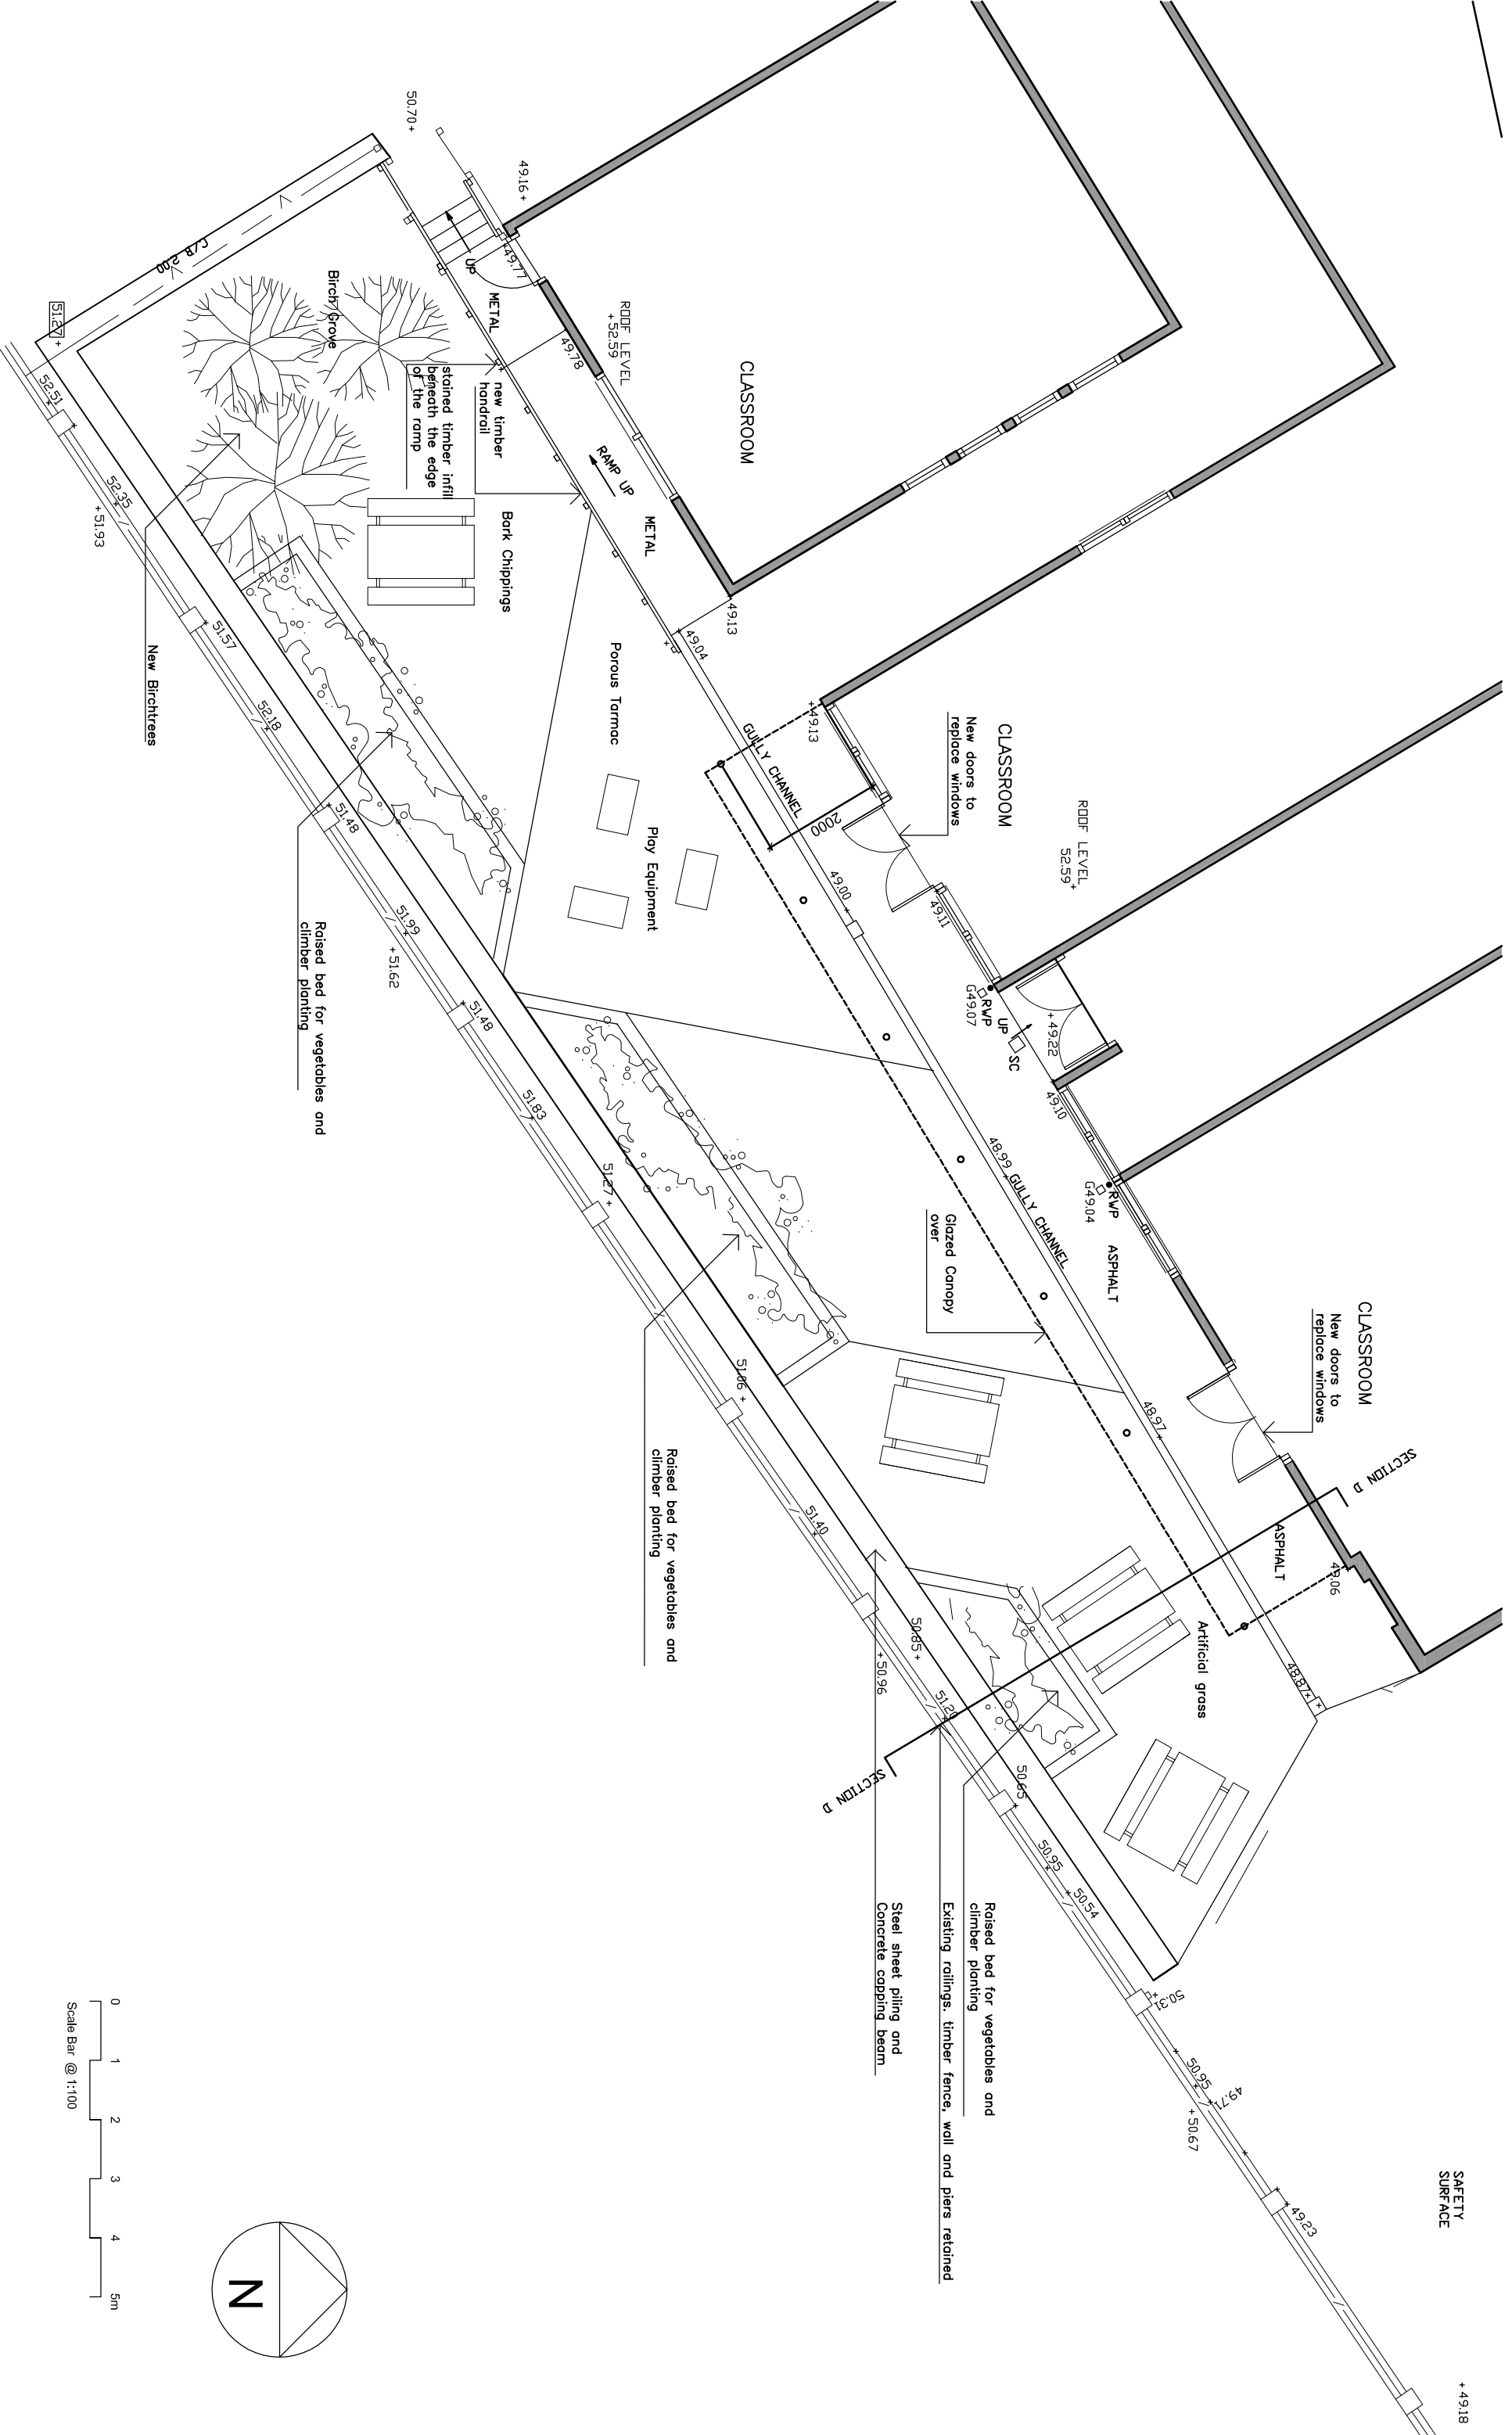 50.70
49.16
+49.77
UP
METAL
C/B 2.00
Birch Grove
51.27
52.51
ROOF LEVEL
+52.59
49.78
CLASSROOM
new timber
handrail
stained timber infill
beneath the edge
of the ramp
RAMP UP
METAL
Bark Chippings
52.35
+51.93
51.57
New Birchtrees
52.18
49.13
49.04
Porous Tarmac
+49.13
GULLY CHANNEL
New doors to
replace windows
CLASSROOM
2000
ROOF LEVEL
52.59
Play Equipment
51.48
49.00
49.11
51.99
+51.62
Raised bed for vegetables and
climber planting
51.48
G49.07
RWP
UP
SC
+49.22
49.10
51.83
51.27
48.99
GULLY CHANNEL
G49.04
RWP
ASPHALT
Glazed Canopy
over
CLASSROOM
New doors to
replace windows
51.06
48.97
Raised bed for vegetables and
climber planting
51.40
SECTION D
ASPHALT
49.06
50.85
+50.96
Artificial grass
48.87
51.20
50.65
SECTION D
50.95
50.54
Raised bed for vegetables and
climber planting
Existing railings. timber fence, wall and piers retained
Steel sheet piling and
Concrete capping beam
50.31
50.95
49.71
+50.67
SAFETY
SURFACE
49.23
+49.18
0 1 2 3 4 5m
Scale Bar @ 1:100
N